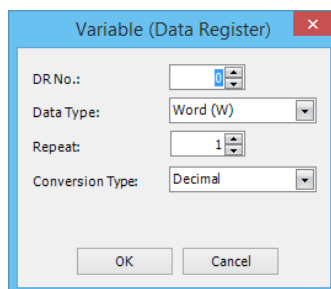 Variable (Data Register)
DR No.: 0
Data Type: Word (W)
Repeat: 1
Conversion Type: Decimal
OK Cancel